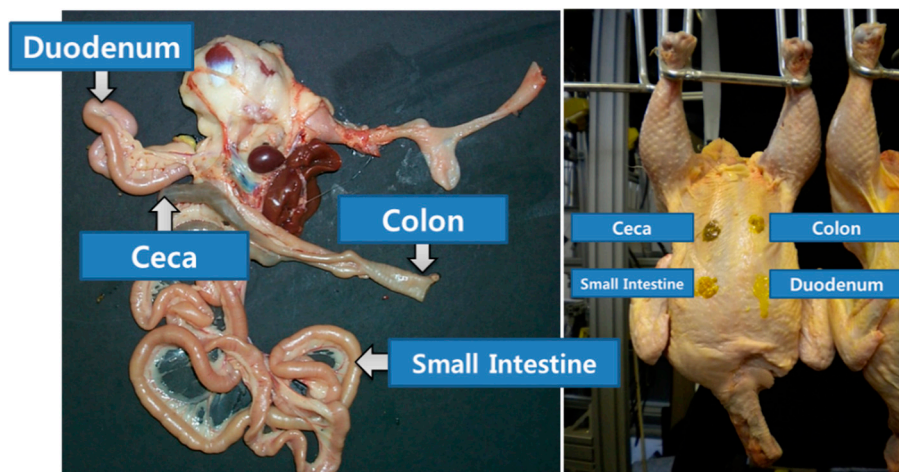 Duodenum
Colon
Ceca
Small Intestine
Ceca
Colon
Small Intestine
Duodenum